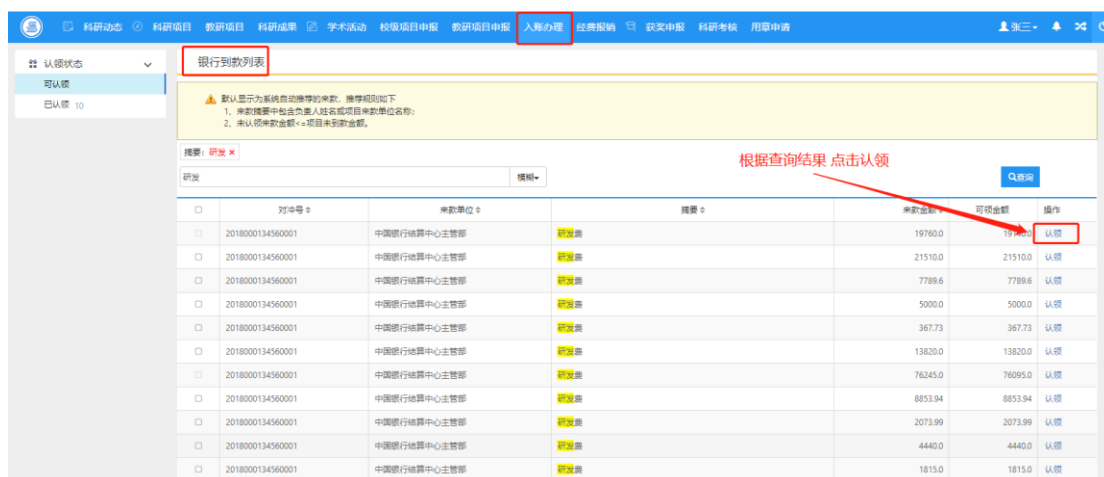 科研动态 科研项目 教研项目 科研成果 学术活动 校级项目申报 教研项目申报 入账办理 经费报销 获奖申报 科研考核 用章申请 张三
认领状态
可认领
已认领 10
银行到款列表
默认显示为系统自动推荐的来款，推荐规则如下
1、来款摘要中包含负责人姓名或项目来款单位名称；
2、未认领来款金额<=项目未到款金额。
摘要：研发 ×
根据查询结果 点击认领
研发 模糊 查询
对冲号 来款单位 摘要 来款金额 可领金额 操作
2018000134560001 中国银行结算中心主管部 研发费 19760.0 认领
2018000134560001 中国银行结算中心主管部 研发费 21510.0 21510.0 认领
2018000134560001 中国银行结算中心主管部 研发费 7789.6 7789.6 认领
2018000134560001 中国银行结算中心主管部 研发费 5000.0 5000.0 认领
2018000134560001 中国银行结算中心主管部 研发费 367.73 367.73 认领
2018000134560001 中国银行结算中心主管部 研发费 13820.0 13820.0 认领
2018000134560001 中国银行结算中心主管部 研发费 76245.0 76095.0 认领
2018000134560001 中国银行结算中心主管部 研发费 8853.94 8853.94 认领
2018000134560001 中国银行结算中心主管部 研发费 2073.99 2073.99 认领
2018000134560001 中国银行结算中心主管部 研发费 4440.0 4440.0 认领
2018000134560001 中国银行结算中心主管部 研发费 1815.0 1815.0 认领